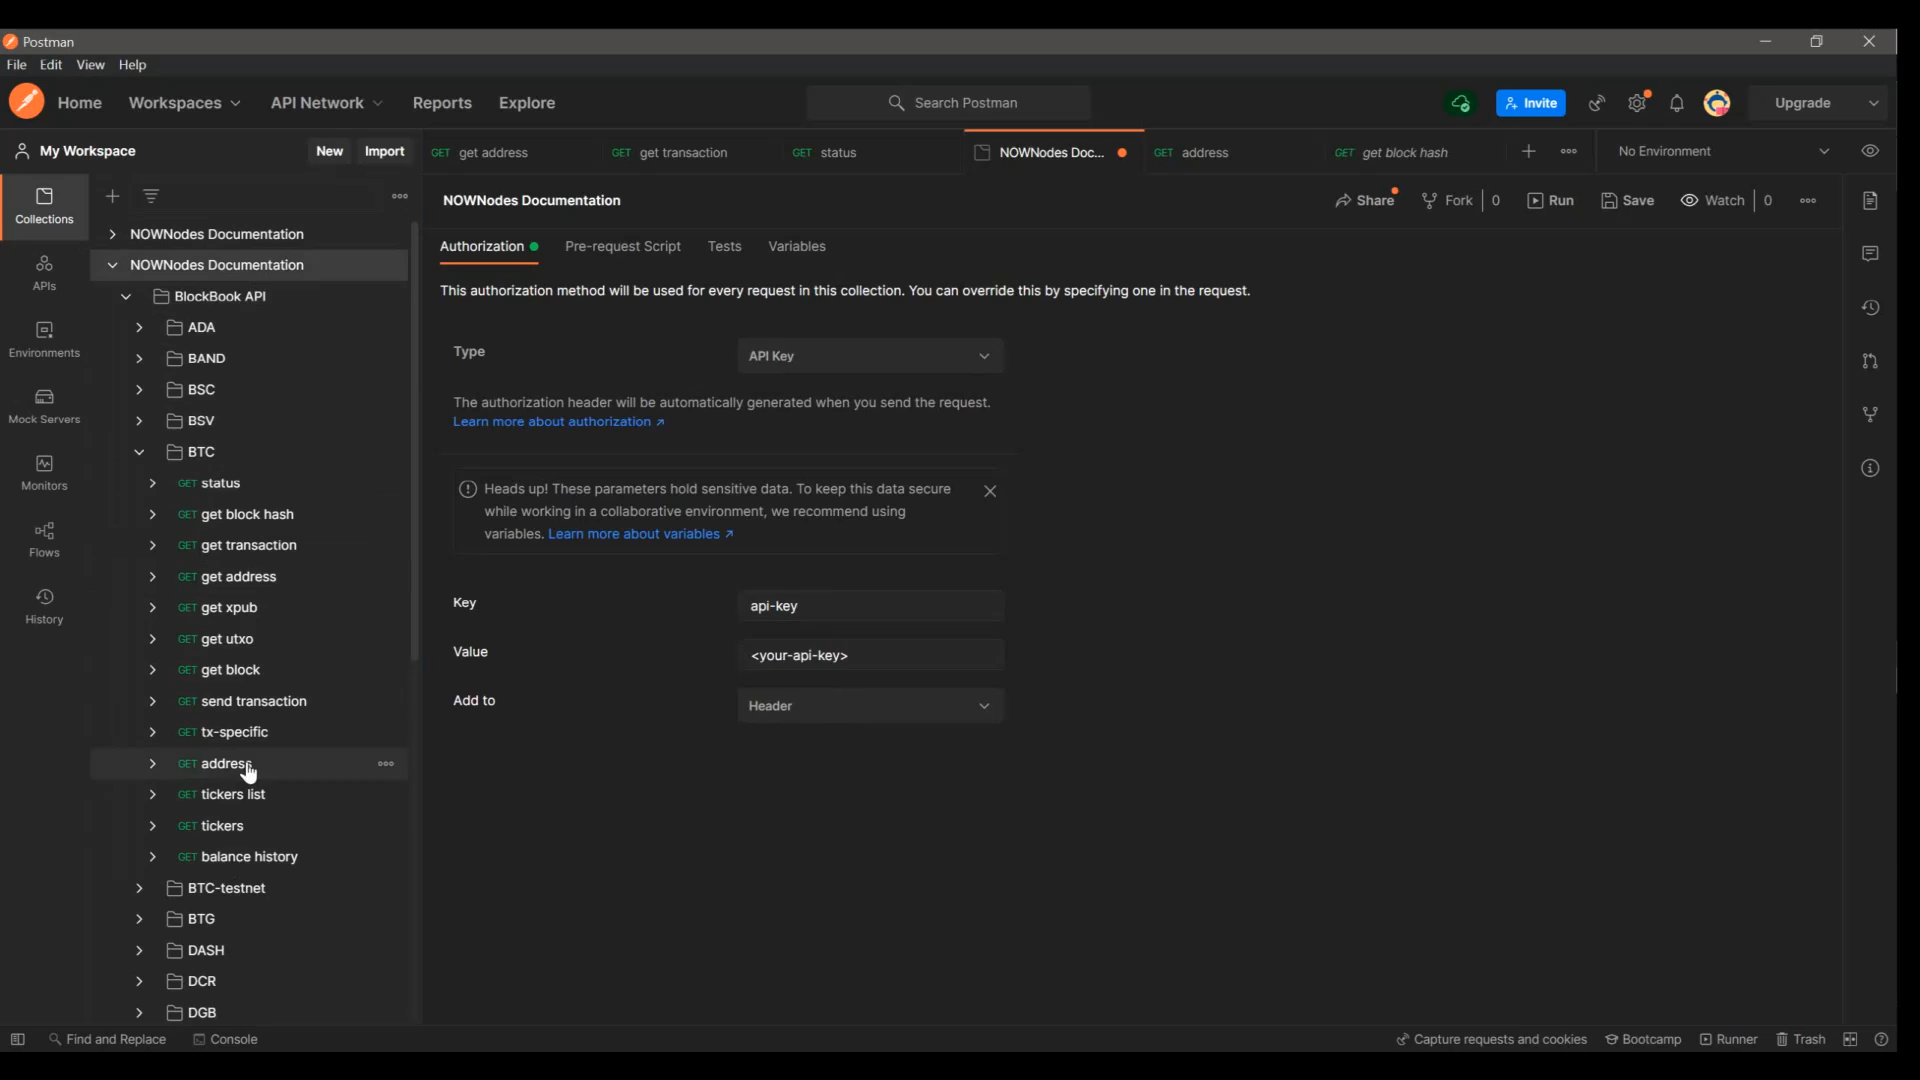 Postman
File Edit View Help
Home Workspaces API Network Reports Explore Search Postman Invite Upgrade
My Workspace New Import
GET get address GET get transaction GET status NOWNodes Doc... GET address GET get block hash No Environment
Collections
APIs
Environments
Mock Servers
Monitors
Flows
History
NOWNodes Documentation
NOWNodes Documentation
BlockBook API
ADA
BAND
BSC
BSV
BTC
GET status
GET get block hash
GET get transaction
GET get address
GET get xpub
GET get utxo
GET get block
GET send transaction
GET tx-specific
GET address
GET tickers list
GET tickers
GET balance history
BTC-testnet
BTG
DASH
DCR
DGB
NOWNodes Documentation Share Fork 0 Run Save Watch 0
Authorization Pre-request Script Tests Variables
This authorization method will be used for every request in this collection. You can override this by specifying one in the request.
Type API Key
The authorization header will be automatically generated when you send the request.
Learn more about authorization ↗
Heads up! These parameters hold sensitive data. To keep this data secure
while working in a collaborative environment, we recommend using
variables. Learn more about variables ↗
Key api-key
Value <your-api-key>
Add to Header
Find and Replace Console Capture requests and cookies Bootcamp Runner Trash